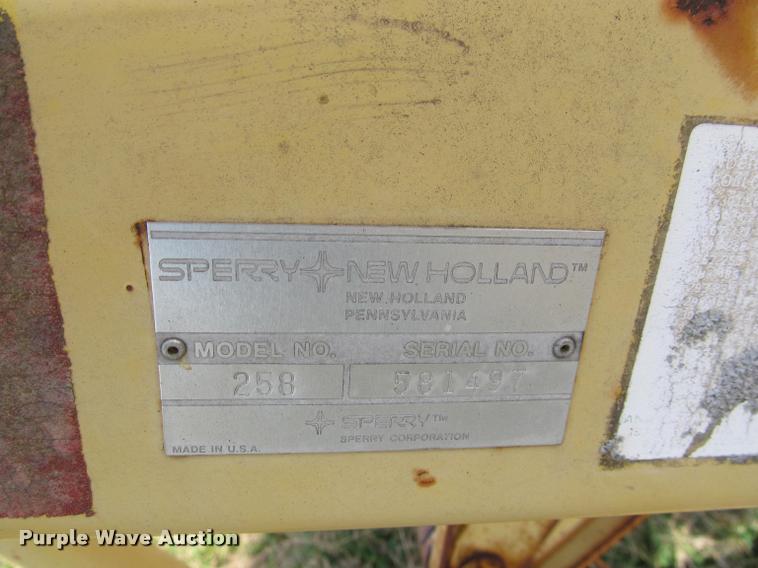 SPERRY NEW HOLLAND™
NEW HOLLAND
PENNSYLVANIA
MODEL NO. SERIAL NO.
258 581497
SPERRY™
SPERRY CORPORATION
MADE IN U.S.A.
Purple Wave Auction